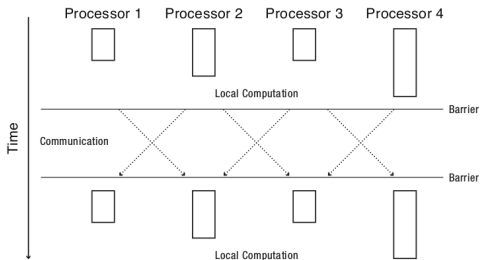 Processor 1 Processor 2 Processor 3 Processor 4
Local Computation
Barrier
Time
Communication
Barrier
Local Computation